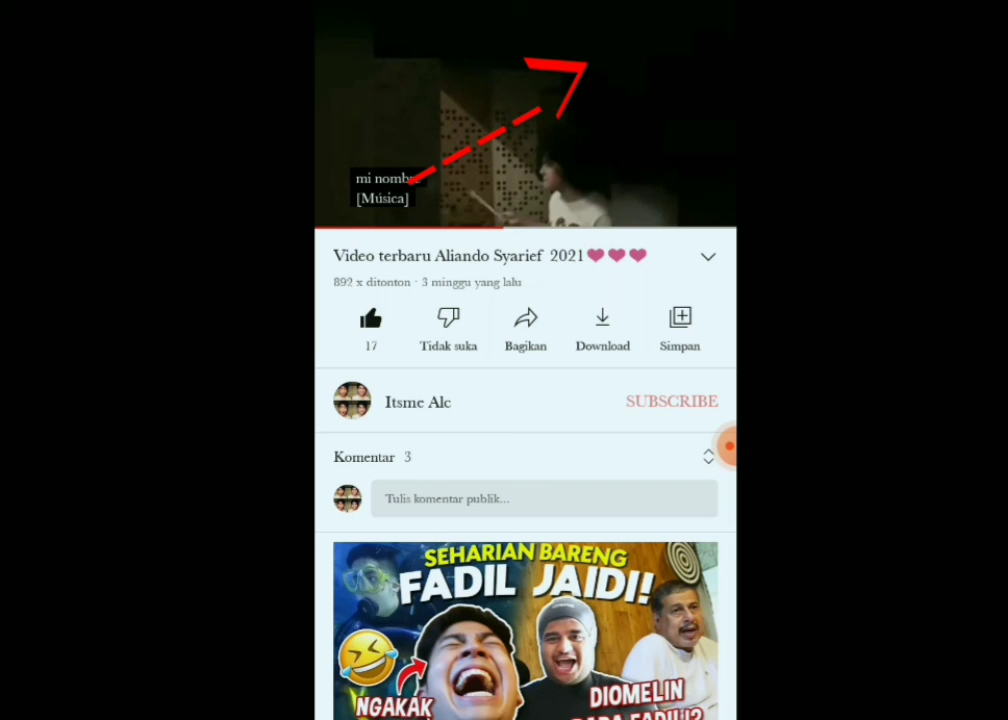 mi nombre
[Música]
Video terbaru Aliando Syarief 2021💗💗💗
892 x ditonton · 3 minggu yang lalu
17
Tidak suka
Bagikan
Download
Simpan
Itsme Alc
SUBSCRIBE
Komentar 3
Tulis komentar publik...
SEHARIAN BARENG
FADIL JAIDI!!
NGAKAK
DIOMELIN
FADIL!?